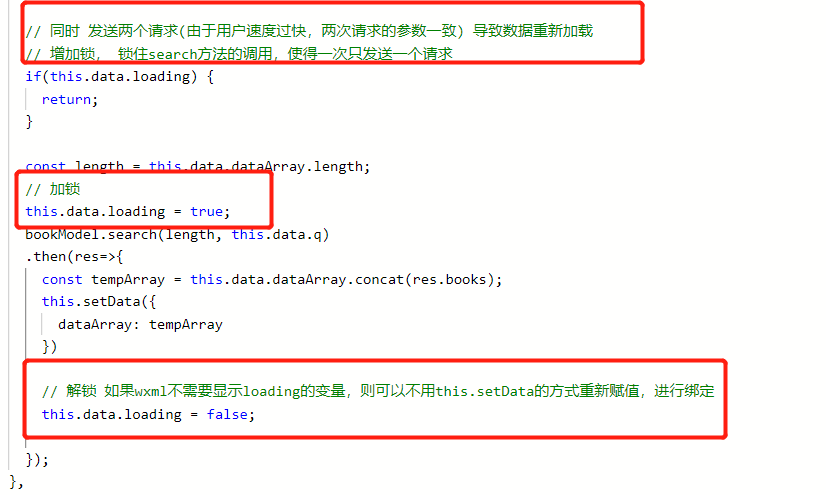 // 同时 发送两个请求(由于用户速度过快，两次请求的参数一致) 导致数据重新加载
// 增加锁， 锁住search方法的调用，使得一次只发送一个请求
if(this.data.loading) {
return;
}
const length = this.data.dataArray.length;
// 加锁
this.data.loading = true;
bookModel.search(length, this.data.q)
.then(res=>{
const tempArray = this.data.dataArray.concat(res.books);
this.setData({
dataArray: tempArray
})
// 解锁 如果wxml不需要显示loading的变量，则可以不用this.setData的方式重新赋值，进行绑定
this.data.loading = false;
});
},